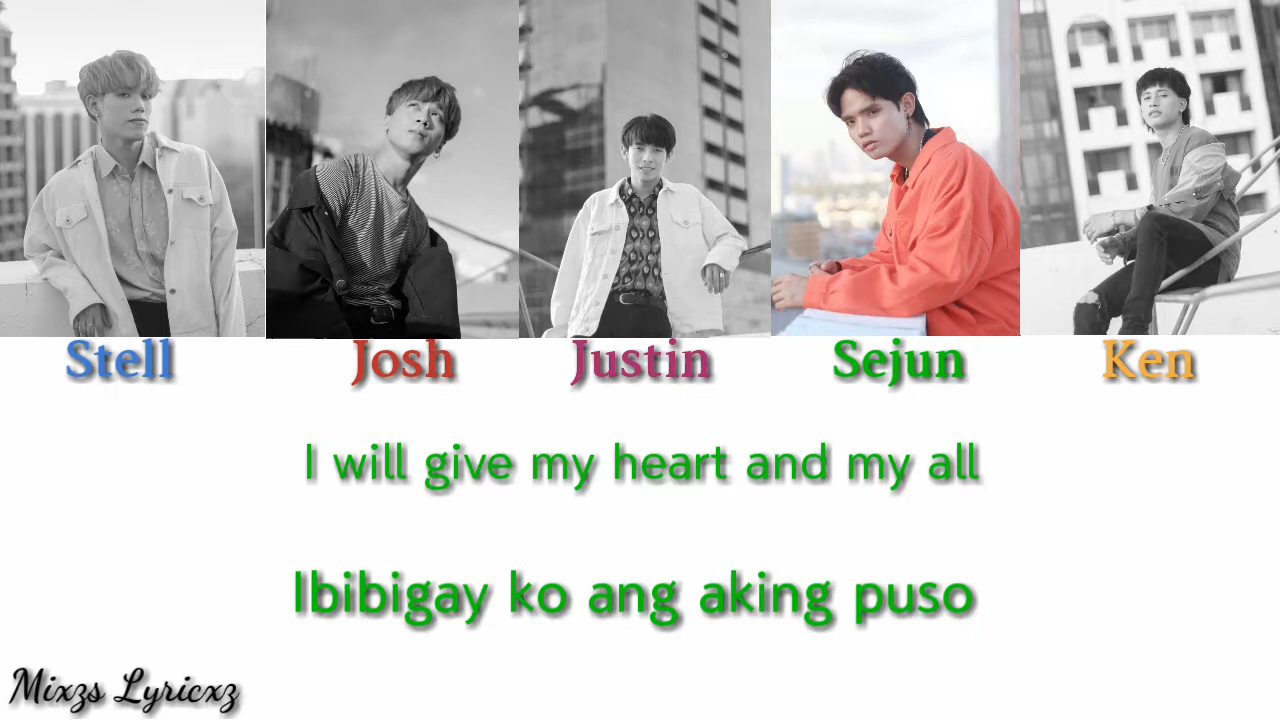 Stell Josh Justin Sejun Ken
I will give my heart and my all
Ibibigay ko ang aking puso
Mixzs Lyricxz